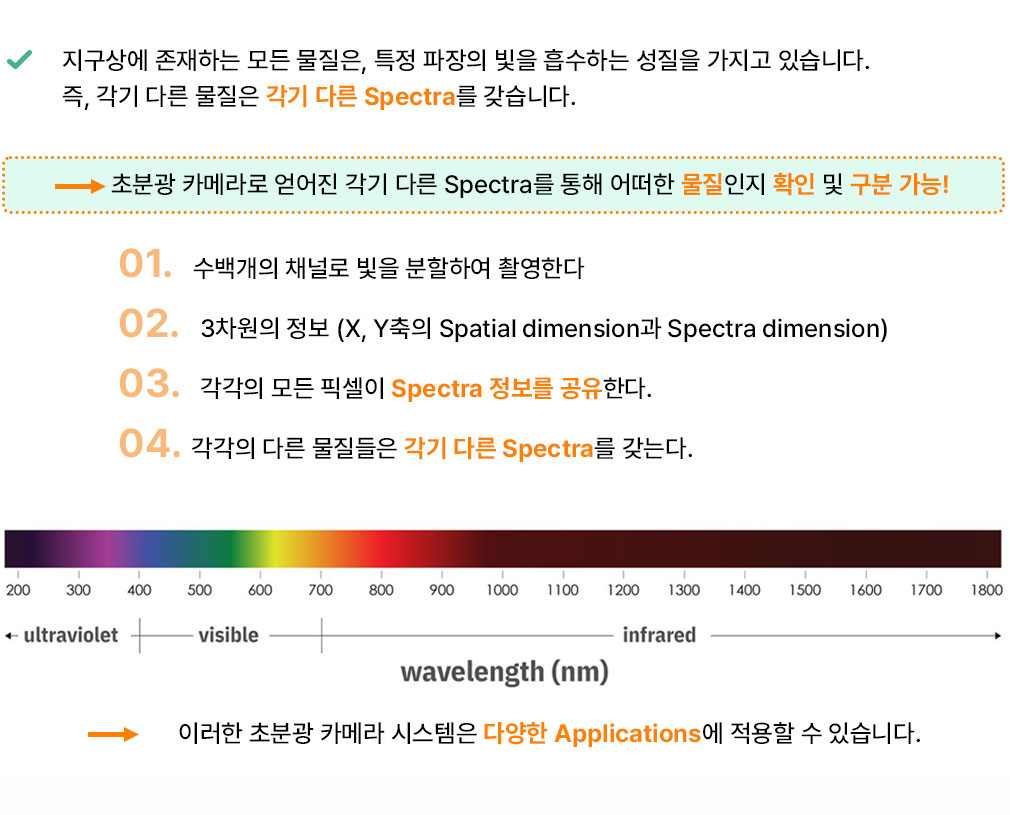 지구상에 존재하는 모든 물질은, 특정 파장의 빛을 흡수하는 성질을 가지고 있습니다.
즉, 각기 다른 물질은 각기 다른 Spectra를 갖습니다.
초분광 카메라로 얻어진 각기 다른 Spectra를 통해 어떠한 물질인지 확인 및 구분 가능!
01. 수백개의 채널로 빛을 분할하여 촬영한다
02. 3차원의 정보 (X, Y축의 Spatial dimension과 Spectra dimension)
03. 각각의 모든 픽셀이 Spectra 정보를 공유한다.
04. 각각의 다른 물질들은 각기 다른 Spectra를 갖는다.
200 300 400 500 600 700 800 900 1000 1100 1200 1300 1400 1500 1600 1700 1800
ultraviolet visible infrared
wavelength (nm)
이러한 초분광 카메라 시스템은 다양한 Applications에 적용할 수 있습니다.